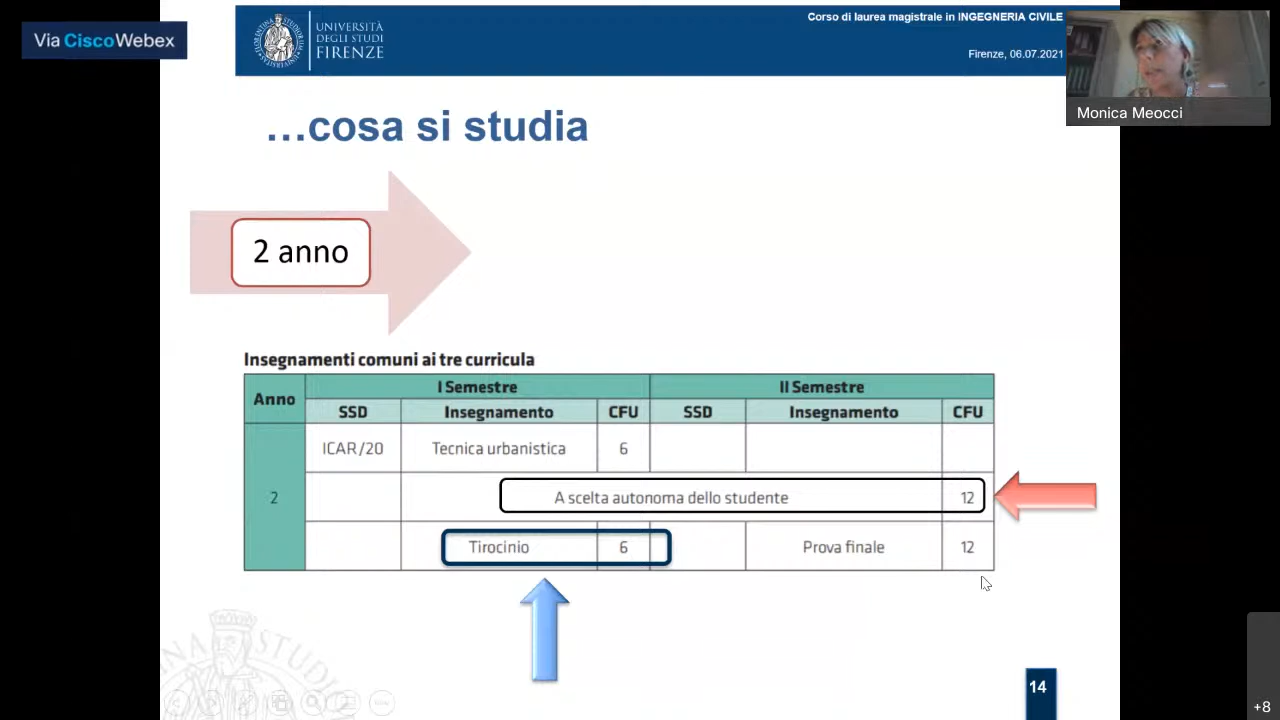 Via Cisco Webex
UNIVERSITÀ
DEGLI STUDI
FIRENZE
Corso di laurea magistrale in INGEGNERIA CIVILE
Firenze, 06.07.2021
Monica Meocci
…cosa si studia
2 anno
Insegnamenti comuni ai tre curricula
Anno I Semestre II Semestre
SSD Insegnamento CFU SSD Insegnamento CFU
2
ICAR/20 Tecnica urbanistica 6
A scelta autonoma dello studente 12
Tirocinio 6 Prova finale 12
14
+8